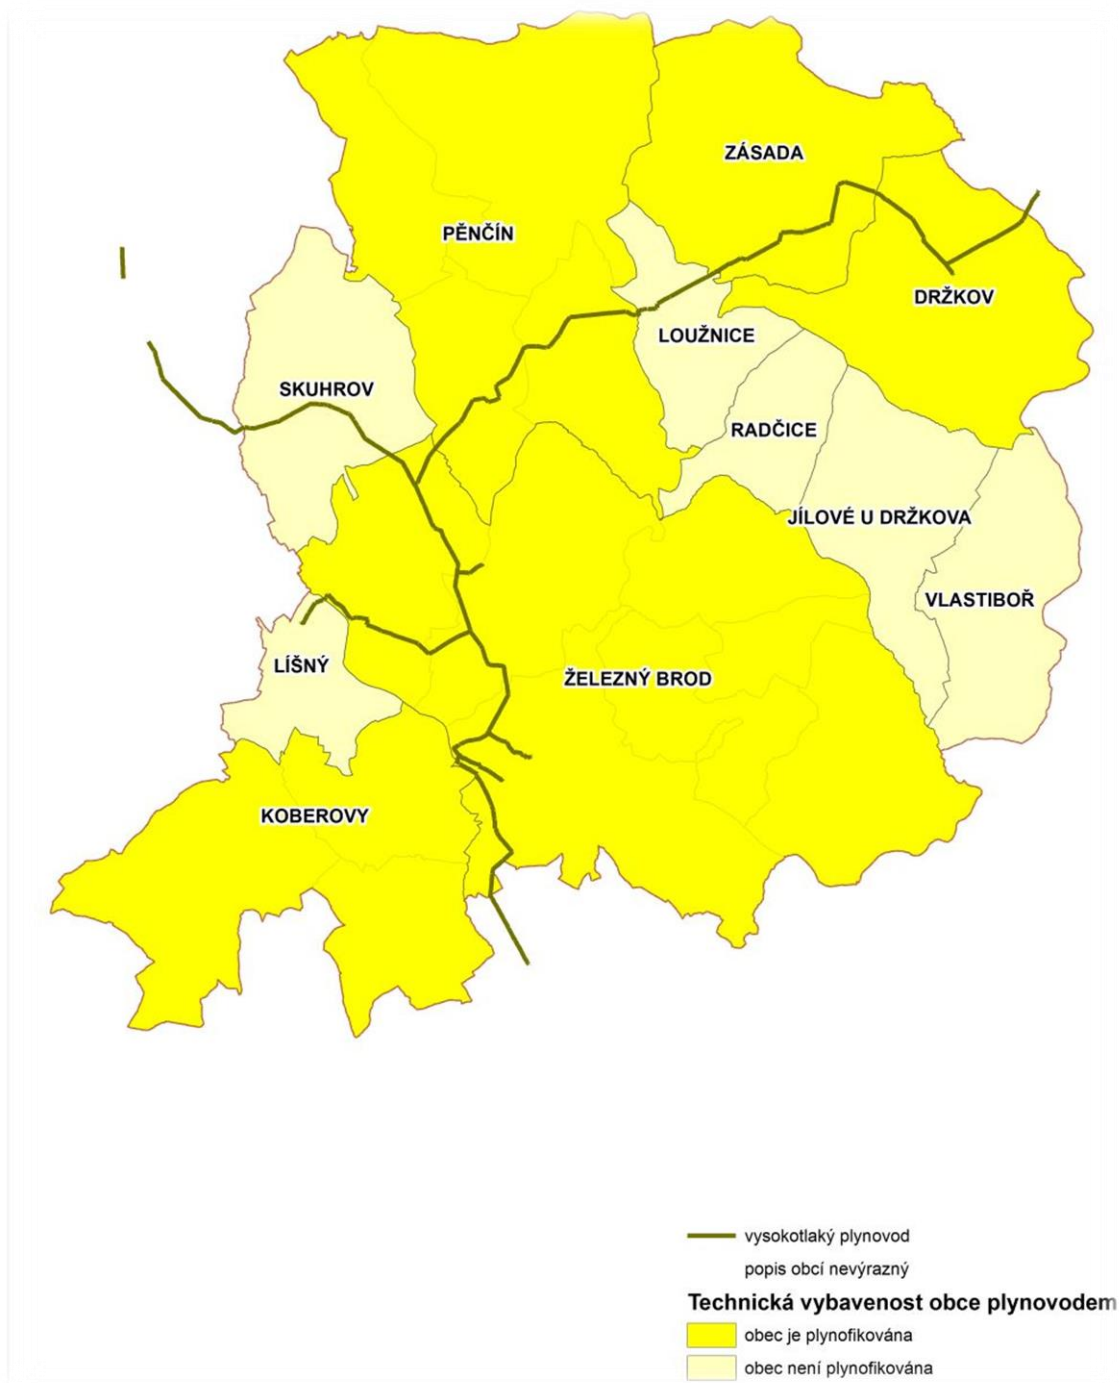 ZÁSADA
PĚNČÍN
DRŽKOV
LOUŽNICE
SKUHROV
RADČICE
JÍLOVÉ U DRŽKOVA
VLASTIBOŘ
LÍŠNÝ
ŽELEZNÝ BROD
KOBEROVY
vysokotlaký plynovod
popis obcí nevýrazný
Technická vybavenost obce plynovodem
obec je plynofikována
obec není plynofikována